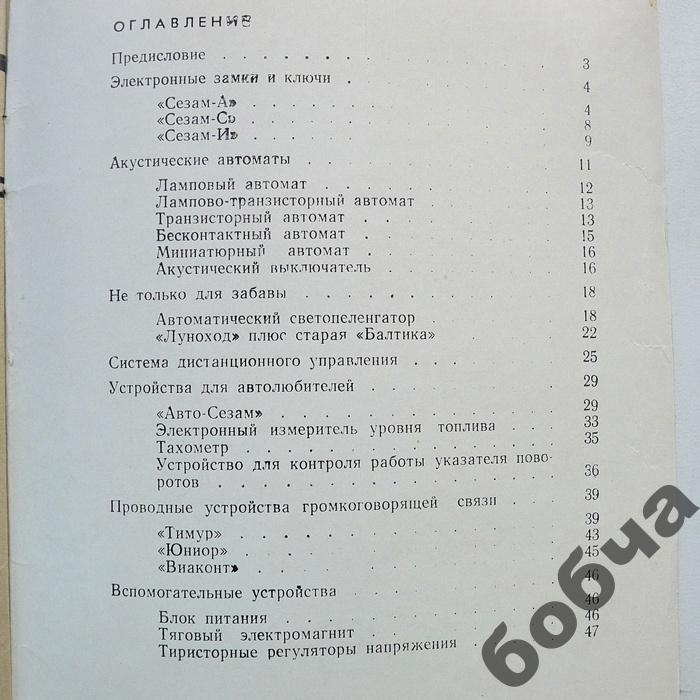 ОГЛАВЛЕНИЕ
Предисловие . . . 3
Электронные замки и ключи . . . 4
«Сезам-А» . . . 4
«Сезам-С» . . . 8
«Сезам-И» . . . 9
Акустические автоматы . . . 11
Ламповый автомат . . . 12
Лампово-транзисторный автомат . . . 13
Транзисторный автомат . . . 13
Бесконтактный автомат . . . 15
Миниатюрный автомат . . . 16
Акустический выключатель . . . 16
Не только для забавы . . . 18
Автоматический светопеленгатор . . . 18
«Луноход» плюс старая «Балтика» . . . 22
Система дистанционного управления . . . 25
Устройства для автолюбителей . . . 29
«Авто-Сезам» . . . 29
Электронный измеритель уровня топлива . . . 33
Тахометр . . . 35
Устройство для контроля работы указателя пово-
ротов . . . 36
Проводные устройства громкоговорящей связи . . . 39
«Тимур» . . . 39
«Юниор» . . . 43
«Виаконт» . . . 45
Вспомогательные устройства . . . 46
Блок питания . . . 46
Тяговый электромагнит . . . 46
Тиристорные регуляторы напряжения . . . 47
бобча